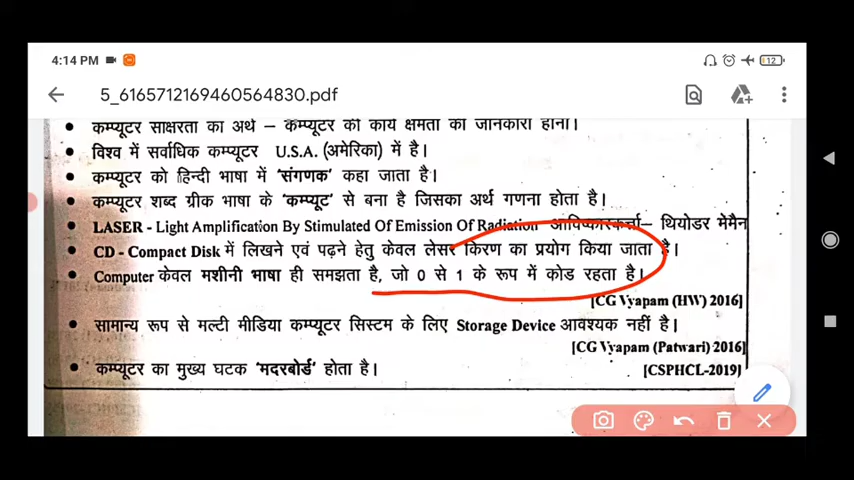 4:14 PM
12
5_6165712169460564830.pdf
कम्प्यूटर साक्षरता का अर्थ – कम्प्यूटर की कार्य क्षमता की जानकारी होना।
विश्व में सर्वाधिक कम्प्यूटर U.S.A. (अमेरिका) में है।
कम्प्यूटर को हिन्दी भाषा में ‘संगणक’ कहा जाता है।
कम्प्यूटर शब्द ग्रीक भाषा के ‘कम्प्यूट’ से बना है जिसका अर्थ गणना होता है।
LASER - Light Amplification By Stimulated Of Emission Of Radiation आविष्कारकर्त्ता– थियोडर मेमैन
CD - Compact Disk में लिखने एवं पढ़ने हेतु केवल लेसर किरण का प्रयोग किया जाता है।
Computer केवल मशीनी भाषा ही समझता है, जो 0 से 1 के रूप में कोड रहता है।
[CG Vyapam (HW) 2016]
सामान्य रूप से मल्टी मीडिया कम्प्यूटर सिस्टम के लिए Storage Device आवश्यक नहीं है।
[CG Vyapam (Patwari) 2016]
कम्प्यूटर का मुख्य घटक ‘मदरबोर्ड’ होता है। [CSPHCL-2019]